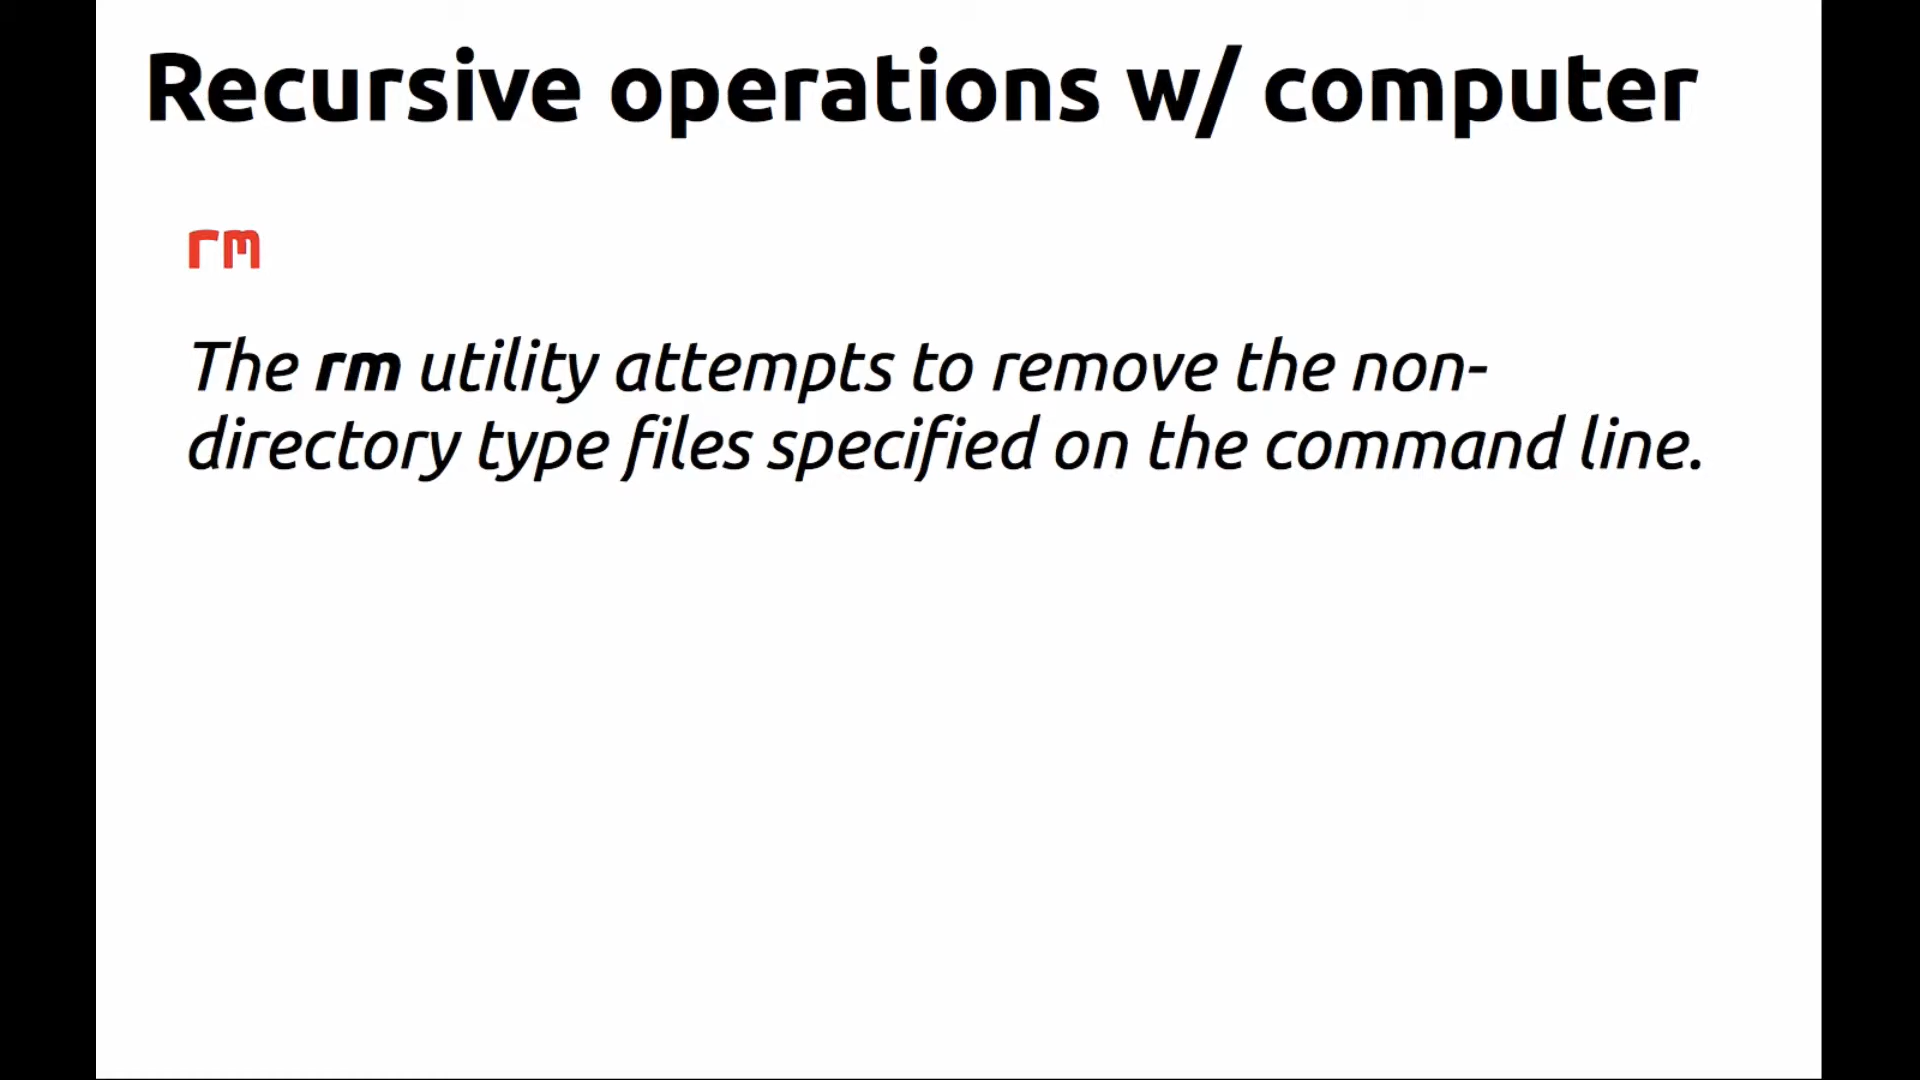 Recursive operations w/ computer
rm
The rm utility attempts to remove the non-
directory type files specified on the command line.